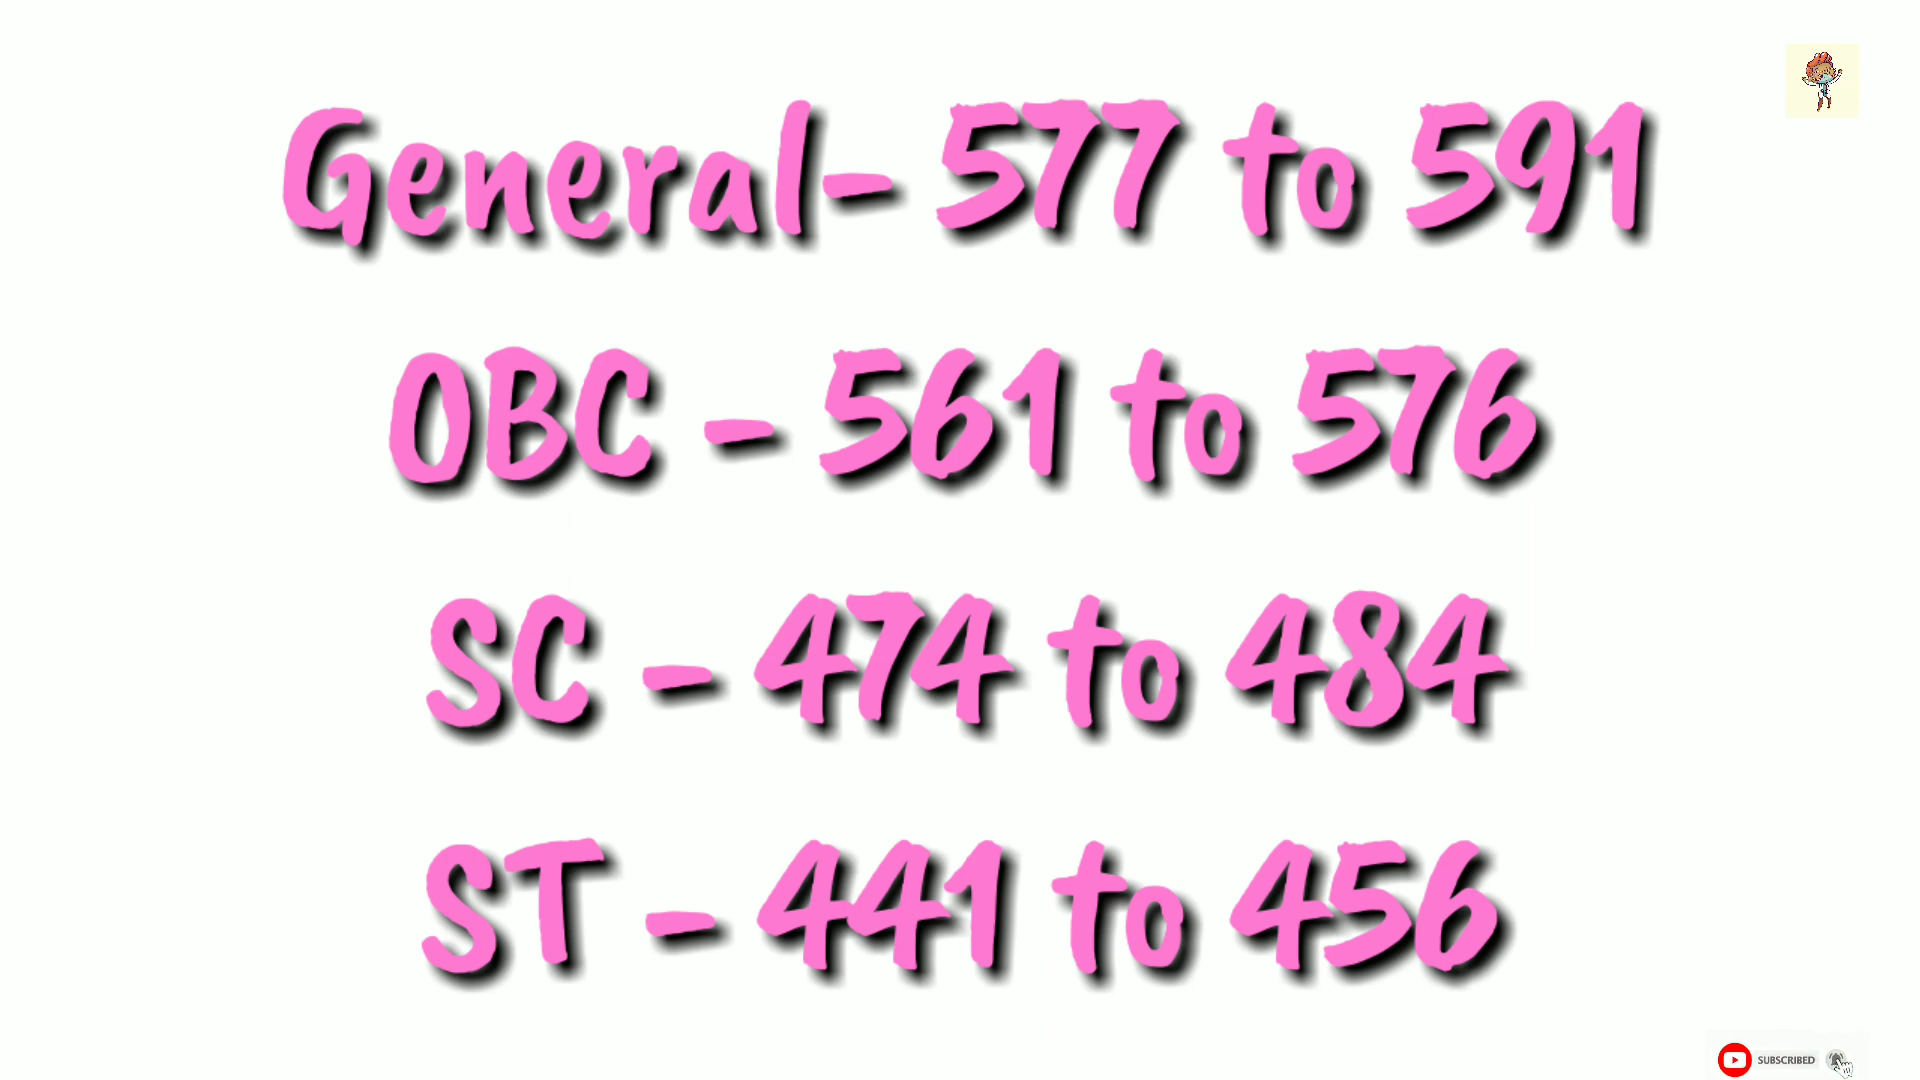 General- 577 to 591
OBC - 561 to 576
SC - 474 to 484
ST - 441 to 456
SUBSCRIBED